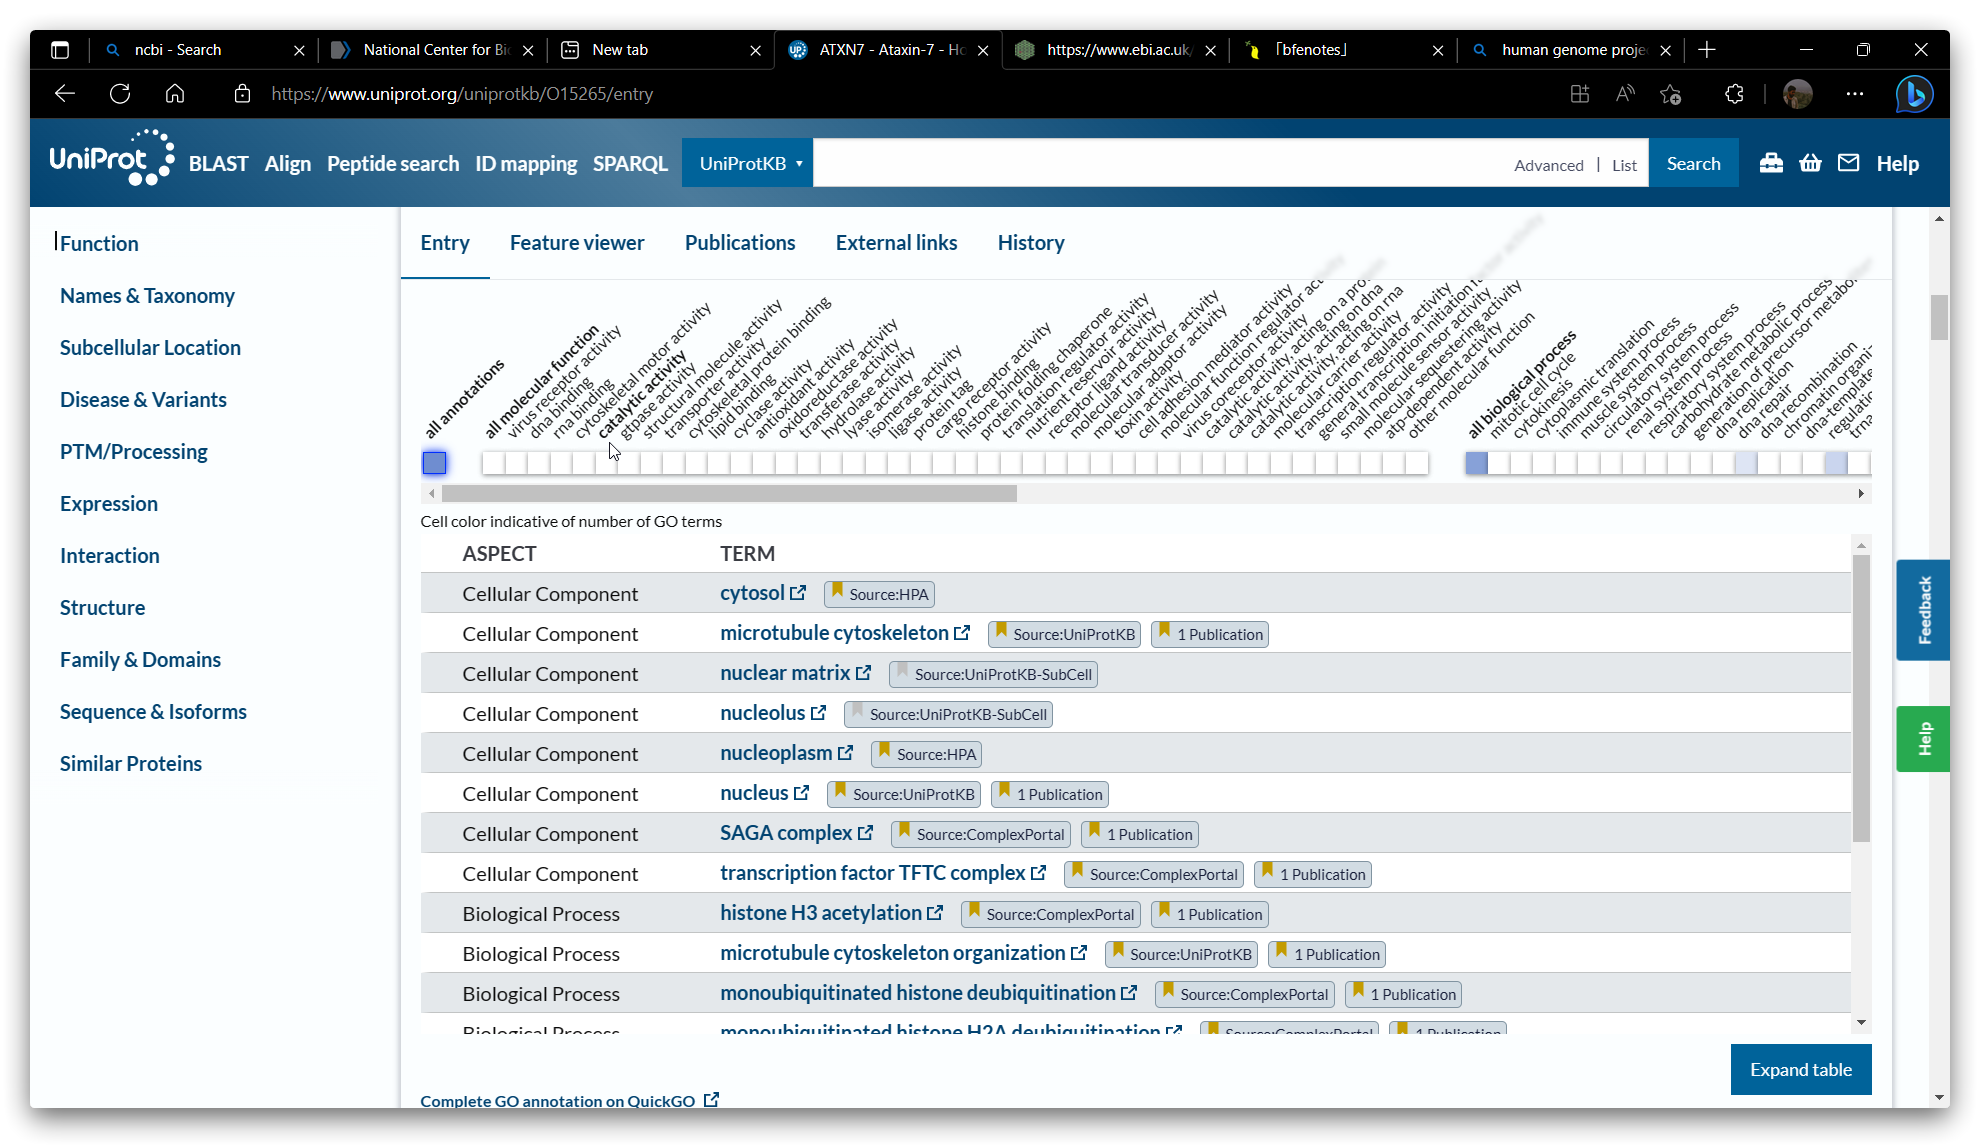 ncbi - Search
National Center for Bi
New tab
ATXN7 - Ataxin-7 - Ho
https://www.ebi.ac.uk/
「bfenotes」
human genome proje
https://www.uniprot.org/uniprotkb/O15265/entry
UniProt BLAST Align Peptide search ID mapping SPARQL UniProtKB Advanced | List Search Help
Function
Names & Taxonomy
Subcellular Location
Disease & Variants
PTM/Processing
Expression
Interaction
Structure
Family & Domains
Sequence & Isoforms
Similar Proteins
Entry Feature viewer Publications External links History
all annotations
all molecular function
virus receptor activity
dna binding
rna binding
cytoskeletal motor activity
catalytic activity
gtpase activity
structural molecule activity
transporter activity
cytoskeletal protein binding
lipid binding
cyclase activity
antioxidant activity
oxidoreductase activity
transferase activity
hydrolase activity
lyase activity
isomerase activity
ligase activity
protein tag
cargo receptor activity
histone binding
protein folding chaperone
translation regulator activity
nutrient reservoir activity
receptor ligand activity
molecular transducer activity
molecular adaptor activity
toxin activity
cell adhesion mediator activity
molecular function regulator activity
virus coreceptor activity
catalytic activity, acting on a protein
catalytic activity, acting on dna
catalytic activity, acting on rna
molecular carrier activity
transcription regulator activity
general transcription initiation factor activity
small molecule sensor activity
molecular sequestering activity
atp-dependent activity
other molecular function
all biological process
mitotic cell cycle
cytokinesis
cytoplasmic translation
immune system process
muscle system process
circulatory system process
renal system process
respiratory system process
carbohydrate metabolic process
generation of precursor metabol
dna replication
dna repair
dna recombination
chromatin organi
dna-template
regulatio
trna
Cell color indicative of number of GO terms
ASPECT TERM
Cellular Component cytosol Source:HPA
Cellular Component microtubule cytoskeleton Source:UniProtKB 1 Publication
Cellular Component nuclear matrix Source:UniProtKB-SubCell
Cellular Component nucleolus Source:UniProtKB-SubCell
Cellular Component nucleoplasm Source:HPA
Cellular Component nucleus Source:UniProtKB 1 Publication
Cellular Component SAGA complex Source:ComplexPortal 1 Publication
Cellular Component transcription factor TFTC complex Source:ComplexPortal 1 Publication
Biological Process histone H3 acetylation Source:ComplexPortal 1 Publication
Biological Process microtubule cytoskeleton organization Source:UniProtKB 1 Publication
Biological Process monoubiquitinated histone deubiquitination Source:ComplexPortal 1 Publication
Biological Process monoubiquitinated histone H2A deubiquitination Source:ComplexPortal 1 Publication
Expand table
Complete GO annotation on QuickGO
Feedback
Help